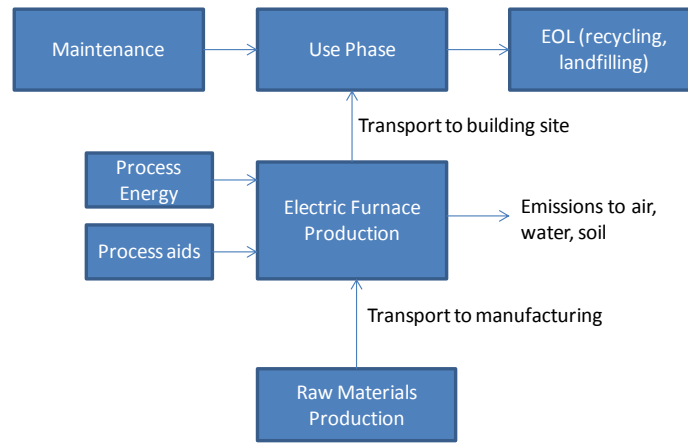 Maintenance
Use Phase
EOL (recycling,
landfilling)
Transport to building site
Process
Energy
Process aids
Electric Furnace
Production
Emissions to air,
water, soil
Transport to manufacturing
Raw Materials
Production